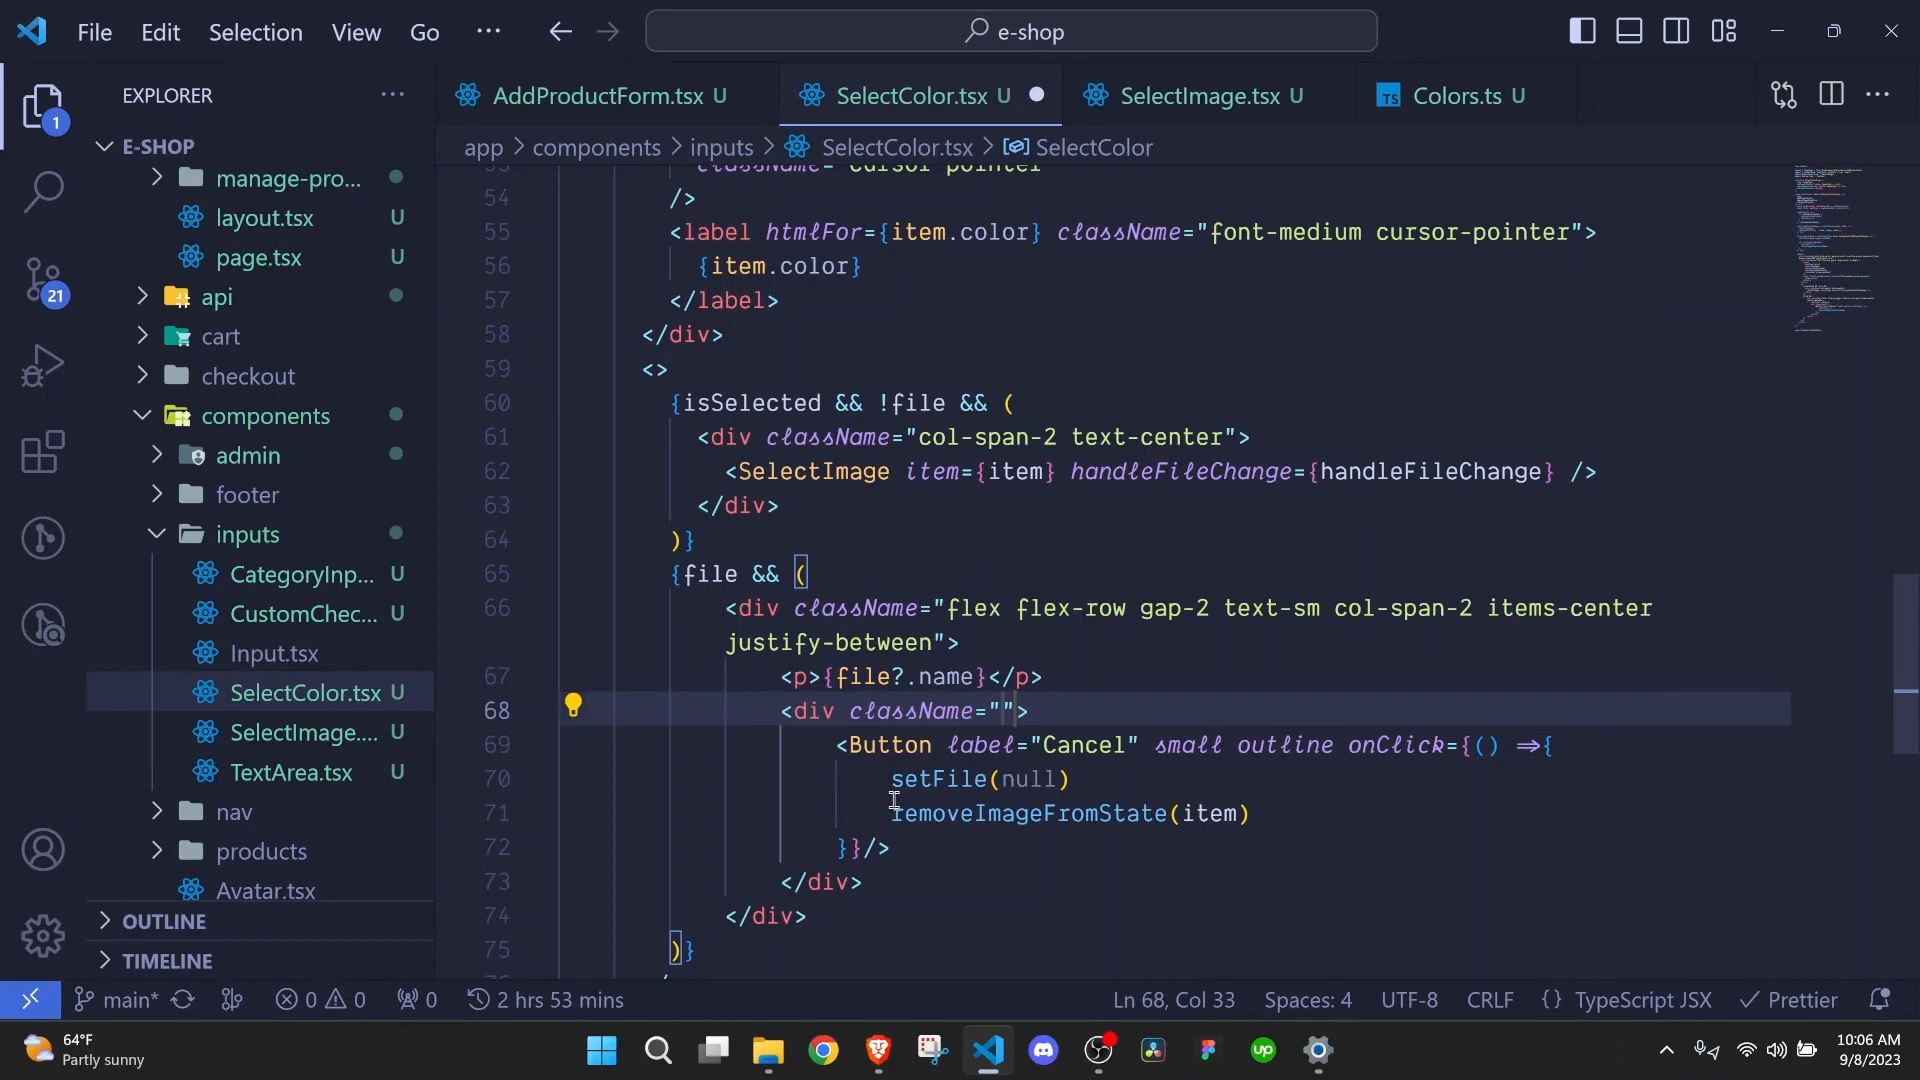 File Edit Selection View Go ··· e-shop
EXPLORER ···
AddProductForm.tsx U SelectColor.tsx U SelectImage.tsx U TS Colors.ts U ···
app > components > inputs > SelectColor.tsx > SelectColor
E-SHOP
manage-pro...
layout.tsx U
page.tsx U
api
cart
checkout
components
admin
footer
inputs
CategoryInp... U
CustomChec... U
Input.tsx
SelectColor.tsx U
SelectImage.... U
TextArea.tsx U
nav
products
Avatar.tsx
OUTLINE
TIMELINE
1
21
53 className="cursor-pointer"
54 />
55 <label htmlFor={item.color} className="font-medium cursor-pointer">
56 {item.color}
57 </label>
58 </div>
59 <>
60 {isSelected && !file && (
61 <div className="col-span-2 text-center">
62 <SelectImage item={item} handleFileChange={handleFileChange} />
63 </div>
64 )}
65 {file && (
66 <div className="flex flex-row gap-2 text-sm col-span-2 items-center
justify-between">
67 <p>{file?.name}</p>
68 <div className="">
69 <Button label="Cancel" small outline onClick={() =>{
70 setFile(null)
71 removeImageFromState(item)
72 }}/>
73 </div>
74 </div>
75 )}
main* 0 0 0 2 hrs 53 mins Ln 68, Col 33 Spaces: 4 UTF-8 CRLF {} TypeScript JSX Prettier
64°F
Partly sunny
up
10:06 AM
9/8/2023